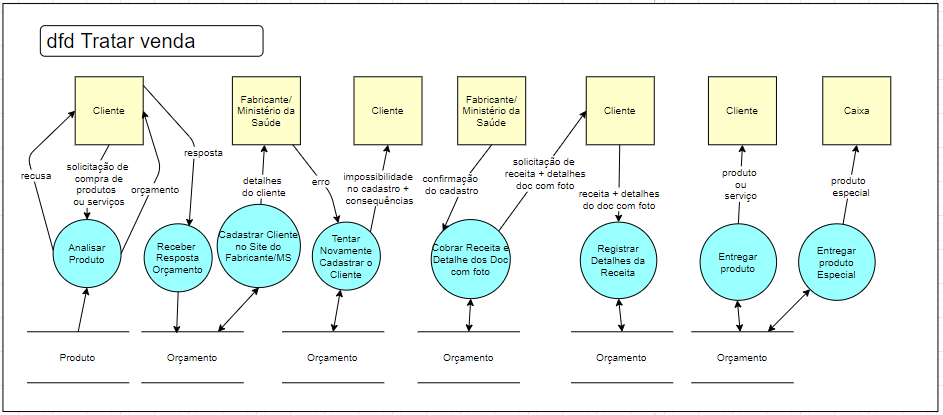 dfd Tratar venda
Cliente
Fabricante/
Ministério da
Saúde
Cliente
Fabricante/
Ministério da
Saúde
Cliente
Cliente
Caixa
recusa
solicitação de
compra de
produtos
ou serviços
orçamento
resposta
detalhes
do cliente
erro
impossibilidade
no cadastro +
consequências
confirmação
do cadastro
solicitação de
receita + detalhes
doc com foto
receita + detalhes
do doc com foto
produto
ou
serviço
produto
especial
Analisar
Produto
Receber
Resposta
Orçamento
Cadastrar Cliente
no Site do
Fabricante/MS
Tentar
Novamente
Cadastrar o
Cliente
Cobrar Receita e
Detalhe dos Doc
com foto
Registrar
Detalhes da
Receita
Entregar
produto
Entregar
produto
Especial
Produto
Orçamento
Orçamento
Orçamento
Orçamento
Orçamento